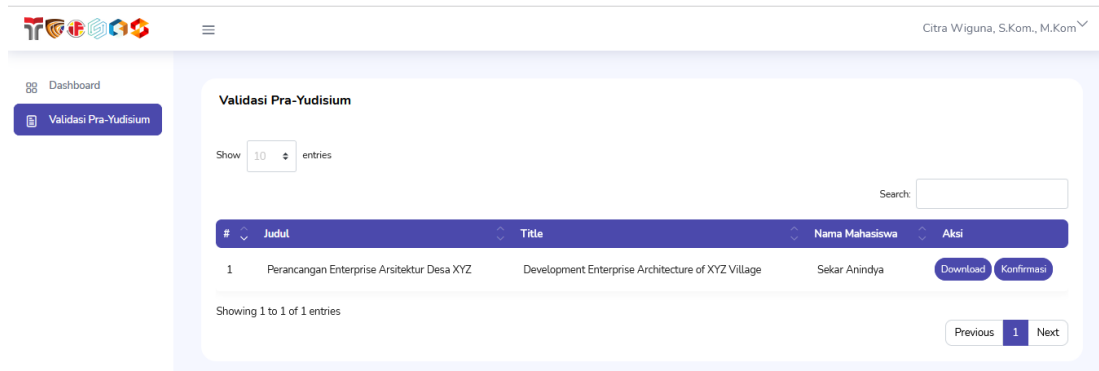 Citra Wiguna, S.Kom., M.Kom
Dashboard
Validasi Pra-Yudisium
Validasi Pra-Yudisium
Show 10 entries
Search:
# Judul Title Nama Mahasiswa Aksi
1 Perancangan Enterprise Arsitektur Desa XYZ Development Enterprise Architecture of XYZ Village Sekar Anindya Download Konfirmasi
Showing 1 to 1 of 1 entries
Previous 1 Next